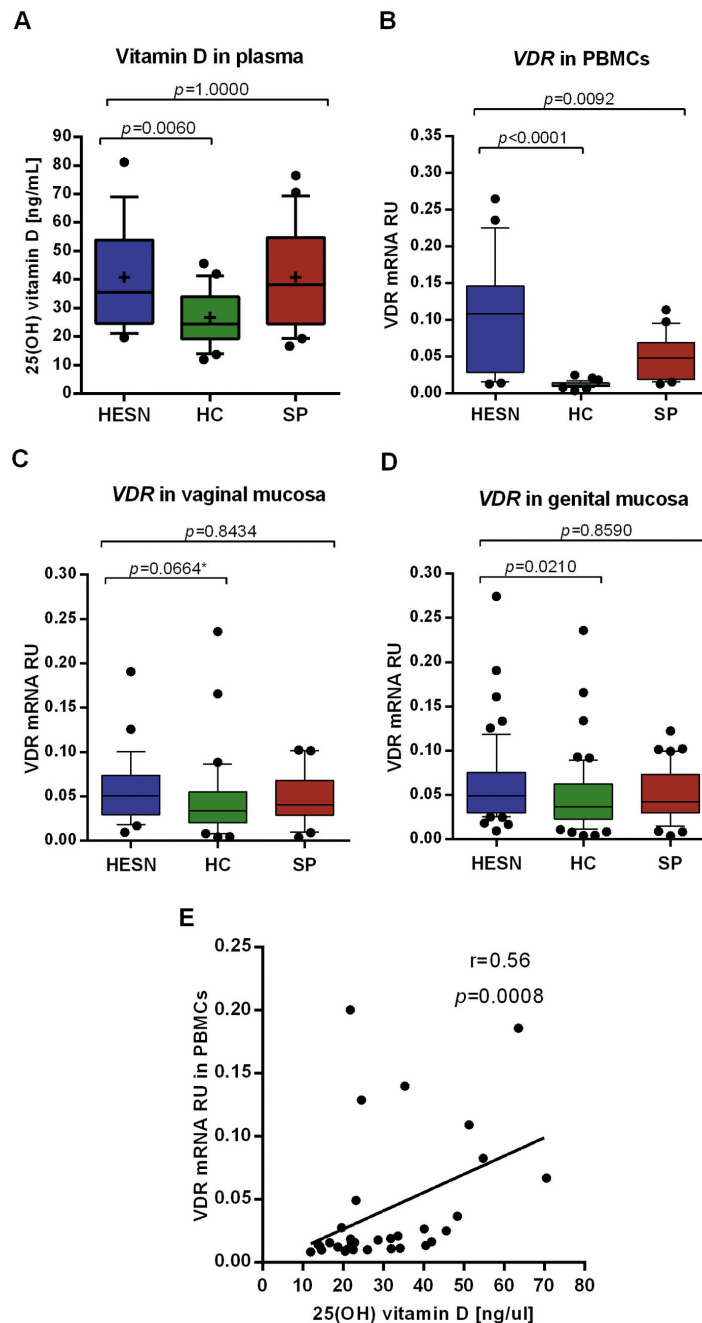 A
Vitamin D in plasma
p=1.0000
p=0.0060
90
80
70
60
50
40
30
20
10
0
25(OH) vitamin D [ng/mL]
HESN HC SP
B
VDR in PBMCs
p=0.0092
p<0.0001
0.35
0.30
0.25
0.20
0.15
0.10
0.05
0.00
VDR mRNA RU
HESN HC SP
C
VDR in vaginal mucosa
p=0.8434
p=0.0664*
0.30
0.25
0.20
0.15
0.10
0.05
0.00
VDR mRNA RU
HESN HC SP
D
VDR in genital mucosa
p=0.8590
p=0.0210
0.30
0.25
0.20
0.15
0.10
0.05
0.00
VDR mRNA RU
HESN HC SP
E
r=0.56
p=0.0008
0.25
0.20
0.15
0.10
0.05
0.00
VDR mRNA RU in PBMCs
0 10 20 30 40 50 60 70 80
25(OH) vitamin D [ng/ul]